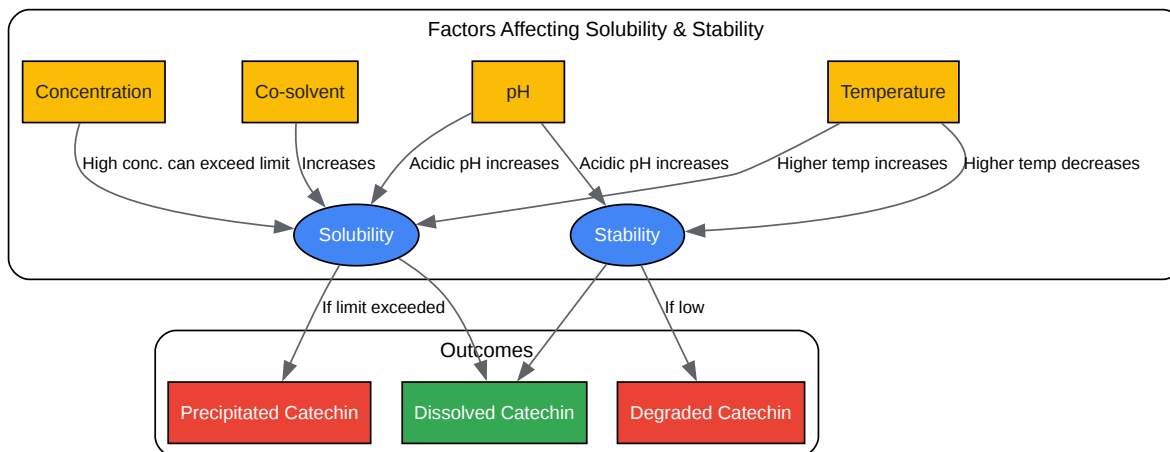 Factors Affecting Solubility & Stability
Concentration
Co-solvent
pH
Temperature
High conc. can exceed limit
Increases
Acidic pH increases
Acidic pH increases
Higher temp increases
Higher temp decreases
Solubility
Stability
If limit exceeded
If low
Outcomes
Precipitated Catechin
Dissolved Catechin
Degraded Catechin